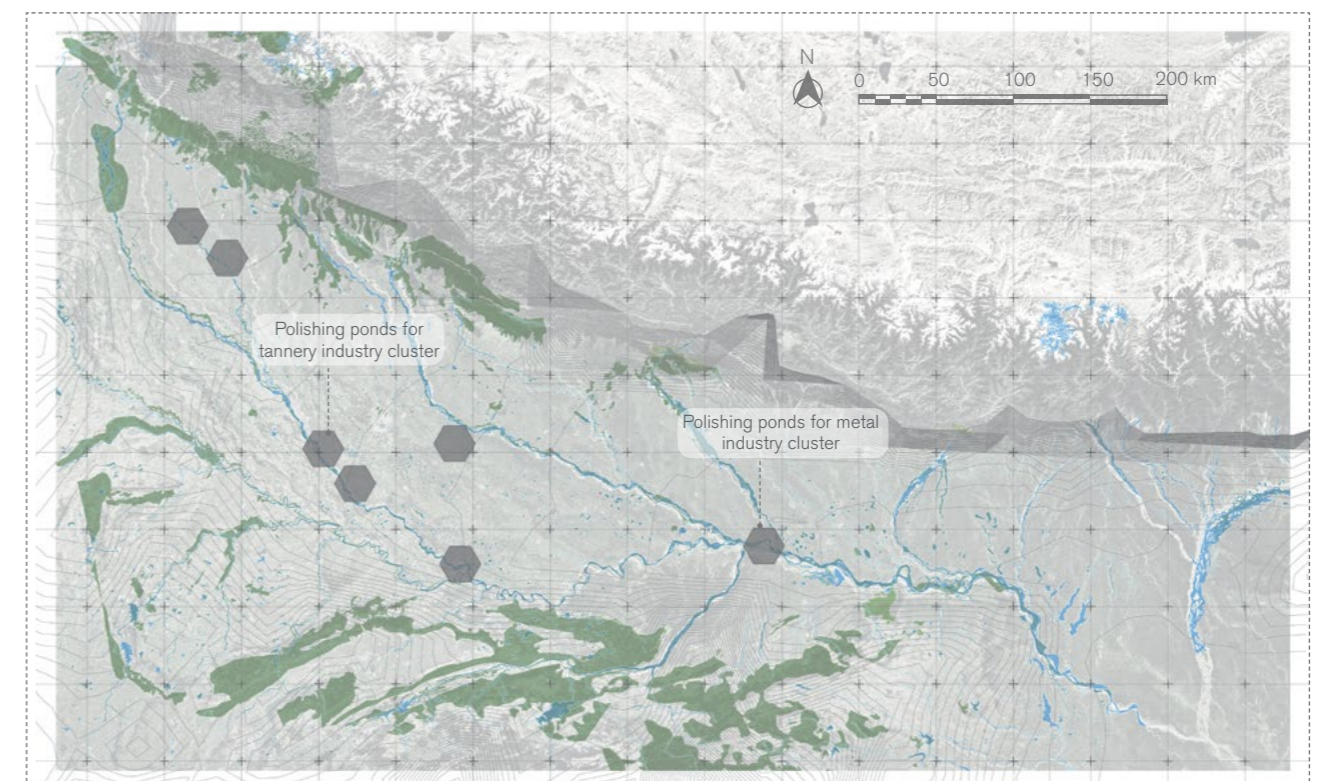 N
0 50 100 150 200 km
Polishing ponds for
tannery industry cluster
Polishing ponds for metal
industry cluster